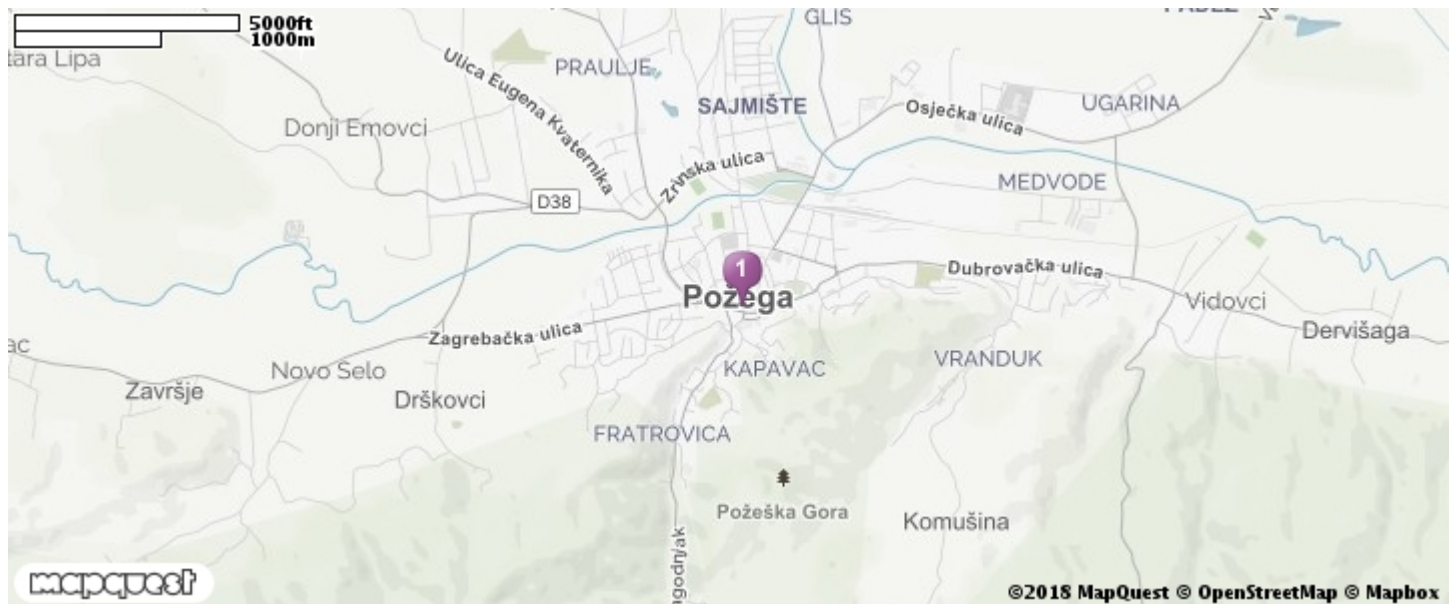 5000ft
1000m
GLIS
tara Lipa
Ulica Eugena Kvaternika
PRAULJE
SAJMIŠTE
Osječka ulica
UGARINA
Donji Emovci
Zrinska ulica
MEDVODE
D38
Dubrovačka ulica
1
Požega
Vidovci
Zagrebačka ulica
Dervišaga
ac
Novo Selo
KAPAVAC
VRANDUK
Završje
Drškovci
FRATROVICA
Požeška Gora
Komušina
agodnjak
mapquest
©2018 MapQuest © OpenStreetMap © Mapbox